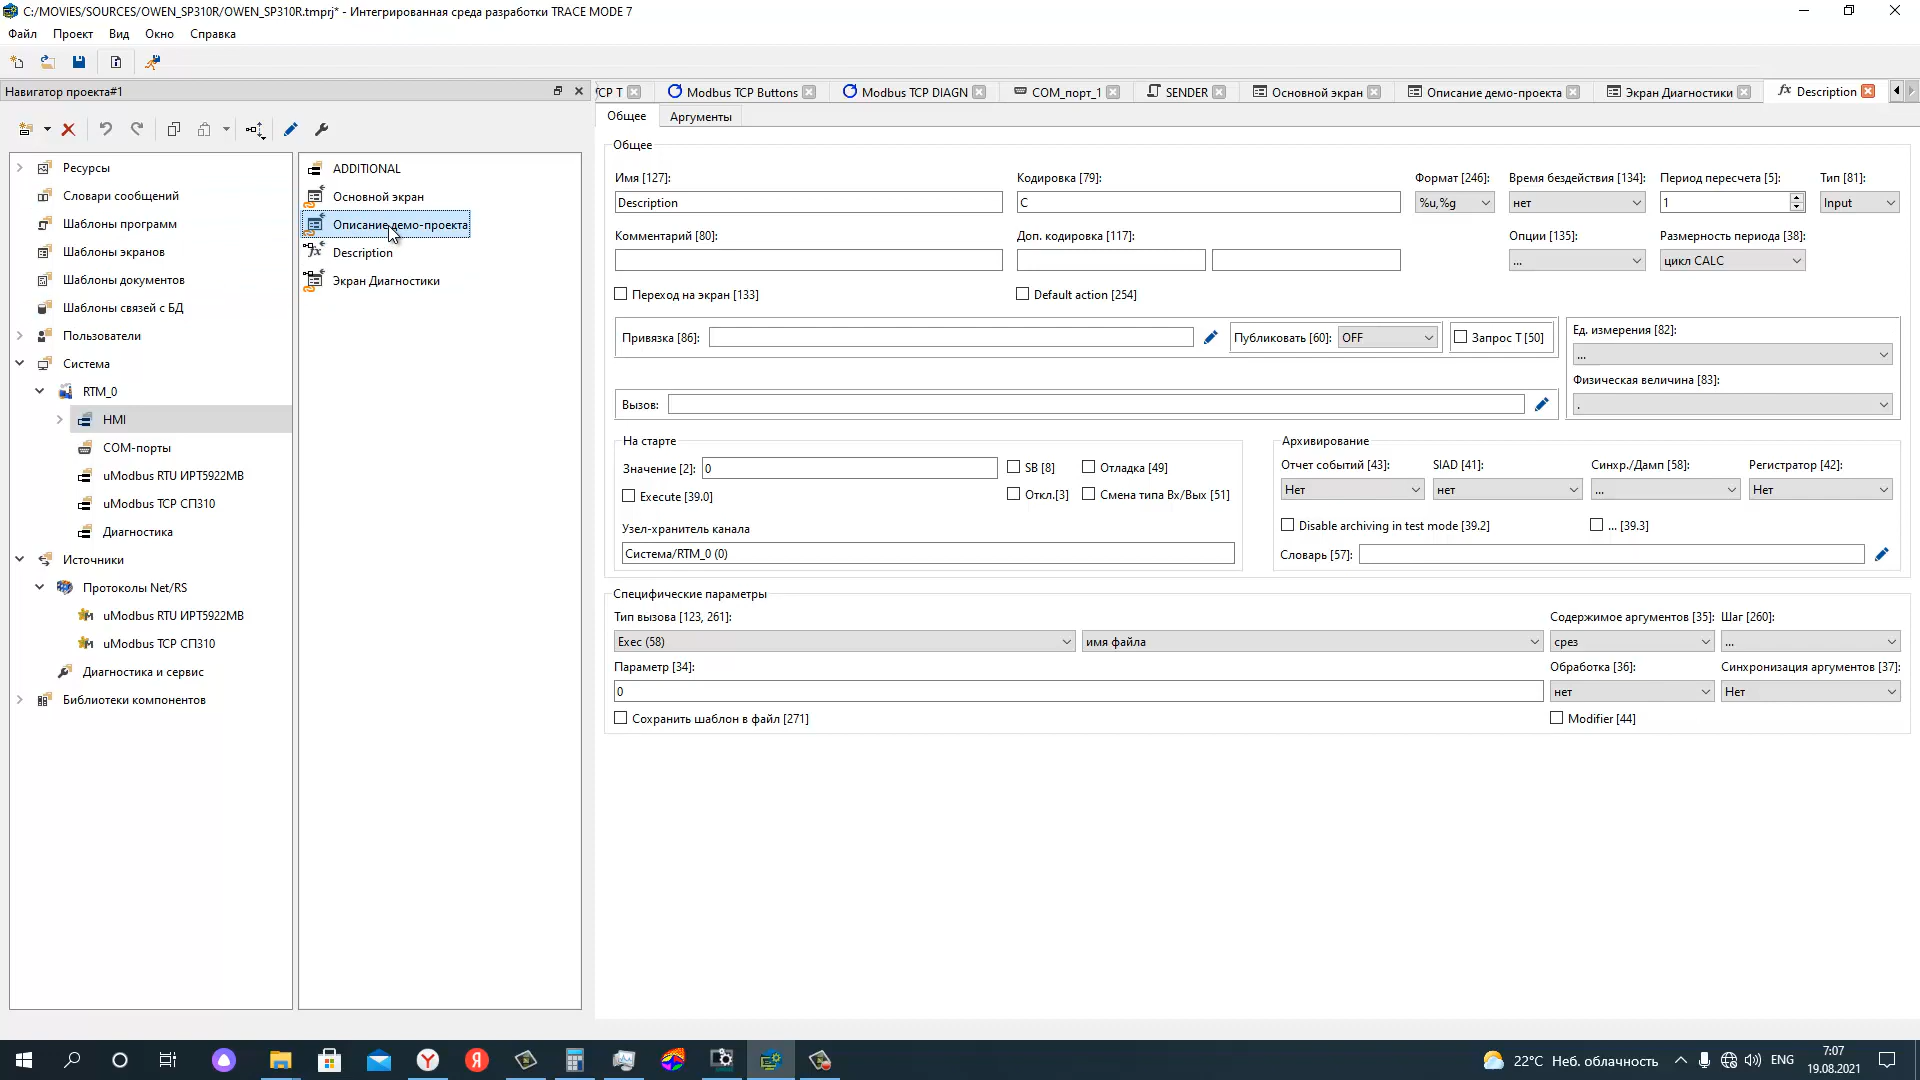 C:/MOVIES/SOURCES/OWEN_SP310R/OWEN_SP310R.tmprj* - Интегрированная среда разработки TRACE MODE 7
Файл Проект Вид Окно Справка
Навигатор проекта#1
Ресурсы
Словари сообщений
Шаблоны программ
Шаблоны экранов
Шаблоны документов
Шаблоны связей с БД
Пользователи
Система
RTM_0
HMI
COM-порты
uModbus RTU ИРТ5922МВ
uModbus TCP СП310
Диагностика
Источники
Протоколы Net/RS
uModbus RTU ИРТ5922МВ
uModbus TCP СП310
Диагностика и сервис
Библиотеки компонентов
ADDITIONAL
Основной экран
Описание демо-проекта
Description
Экран Диагностики
TCP T Modbus TCP Buttons Modbus TCP DIAGN COM_порт_1 SENDER Основной экран Описание демо-проекта Экран Диагностики Description
Общее Аргументы
Общее
Имя [127]: Кодировка [79]: Формат [246]: Время бездействия [134]: Период пересчета [5]: Тип [81]:
Description C %u,%g нет 1 Input
Комментарий [80]: Доп. кодировка [117]: Опции [135]: Размерность периода [38]:
... цикл CALC
Переход на экран [133] Default action [254]
Привязка [86]: Публиковать [60]: OFF Запрос Т [50]
Ед. измерения [82]:
...
Физическая величина [83]:
.
Вызов:
На старте
Значение [2]: 0 SB [8] Отладка [49]
Execute [39.0] Откл.[3] Смена типа Вх/Вых [51]
Узел-хранитель канала
Система/RTM_0 (0)
Архивирование
Отчет событий [43]: SIAD [41]: Синхр./Дамп [58]: Регистратор [42]:
Нет нет ... Нет
Disable archiving in test mode [39.2] ... [39.3]
Словарь [57]:
Специфические параметры
Тип вызова [123, 261]: Содержимое аргументов [35]: Шаг [260]:
Exec (58) имя файла срез ...
Параметр [34]: Обработка [36]: Синхронизация аргументов [37]:
0 нет Нет
Сохранить шаблон в файл [271] Modifier [44]
22°C Неб. облачность ENG 7:07
19.08.2021